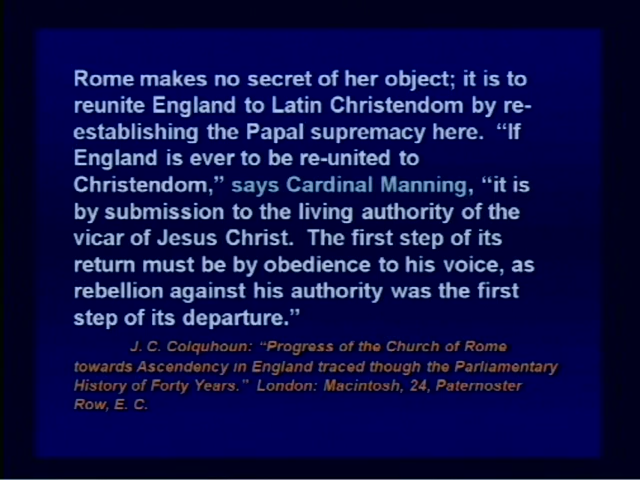 Rome makes no secret of her object; it is to
reunite England to Latin Christendom by re-
establishing the Papal supremacy here.  “If
England is ever to be re-united to
Christendom,” says Cardinal Manning, “it is
by submission to the living authority of the
vicar of Jesus Christ.  The first step of its
return must be by obedience to his voice, as
rebellion against his authority was the first
step of its departure.”
J. C. Colquhoun: “Progress of the Church of Rome
towards Ascendency in England traced though the Parliamentary
History of Forty Years.”  London: Macintosh, 24, Paternoster
Row, E. C.